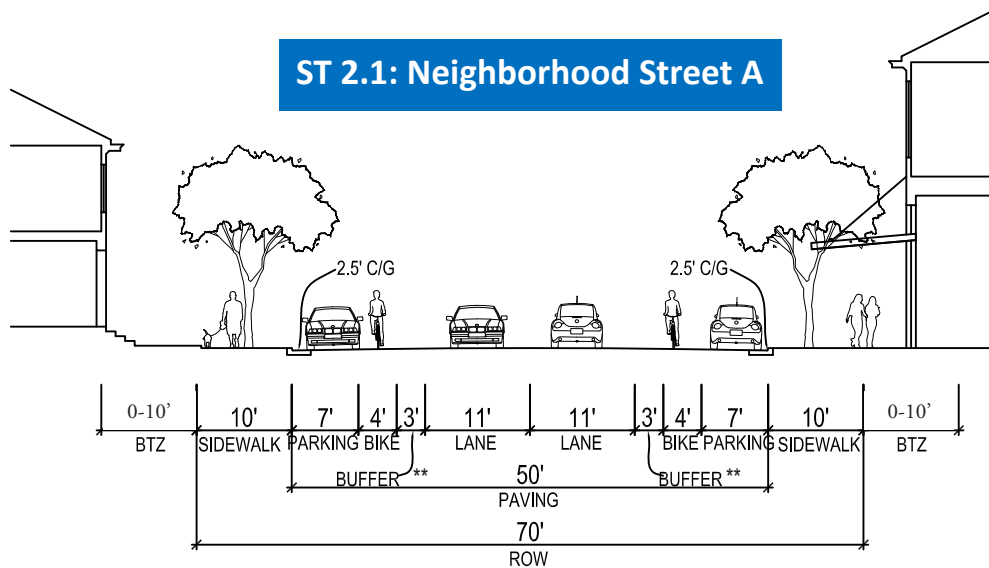 ST 2.1: Neighborhood Street A
2.5' C/G
2.5' C/G
0-10’
10'
7'
4'
3'
11'
11'
3'
4'
7'
10'
0-10’
BTZ
SIDEWALK
PARKING
BIKE
LANE
LANE
BIKE
PARKING
SIDEWALK
BTZ
BUFFER **
50'
BUFFER **
PAVING
70'
ROW